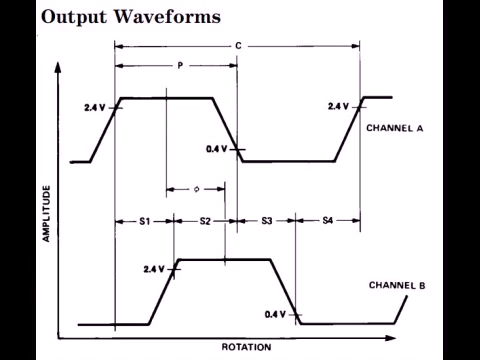 Output Waveforms
C
P
2.4 V
2.4 V
CHANNEL A
0.4 V
ϕ
S1 S2 S3 S4
AMPLITUDE
2.4 V
CHANNEL B
0.4 V
ROTATION